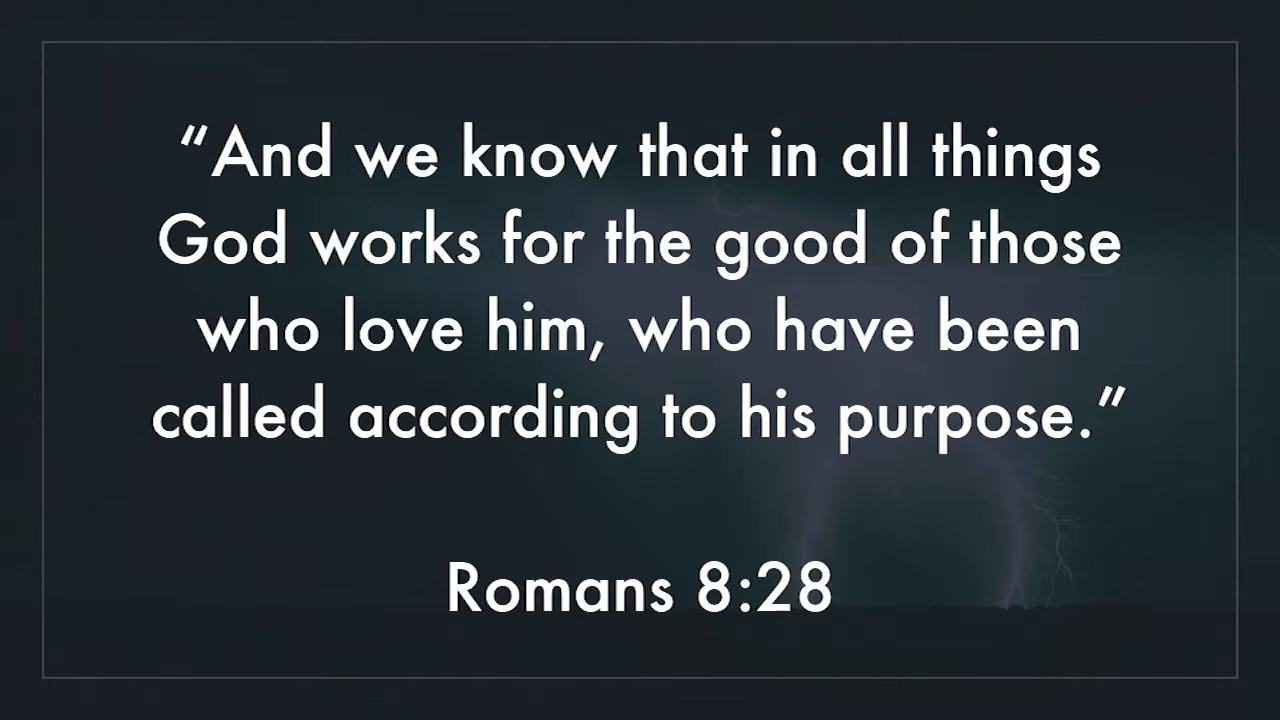 “And we know that in all things
God works for the good of those
who love him, who have been
called according to his purpose.”
Romans 8:28